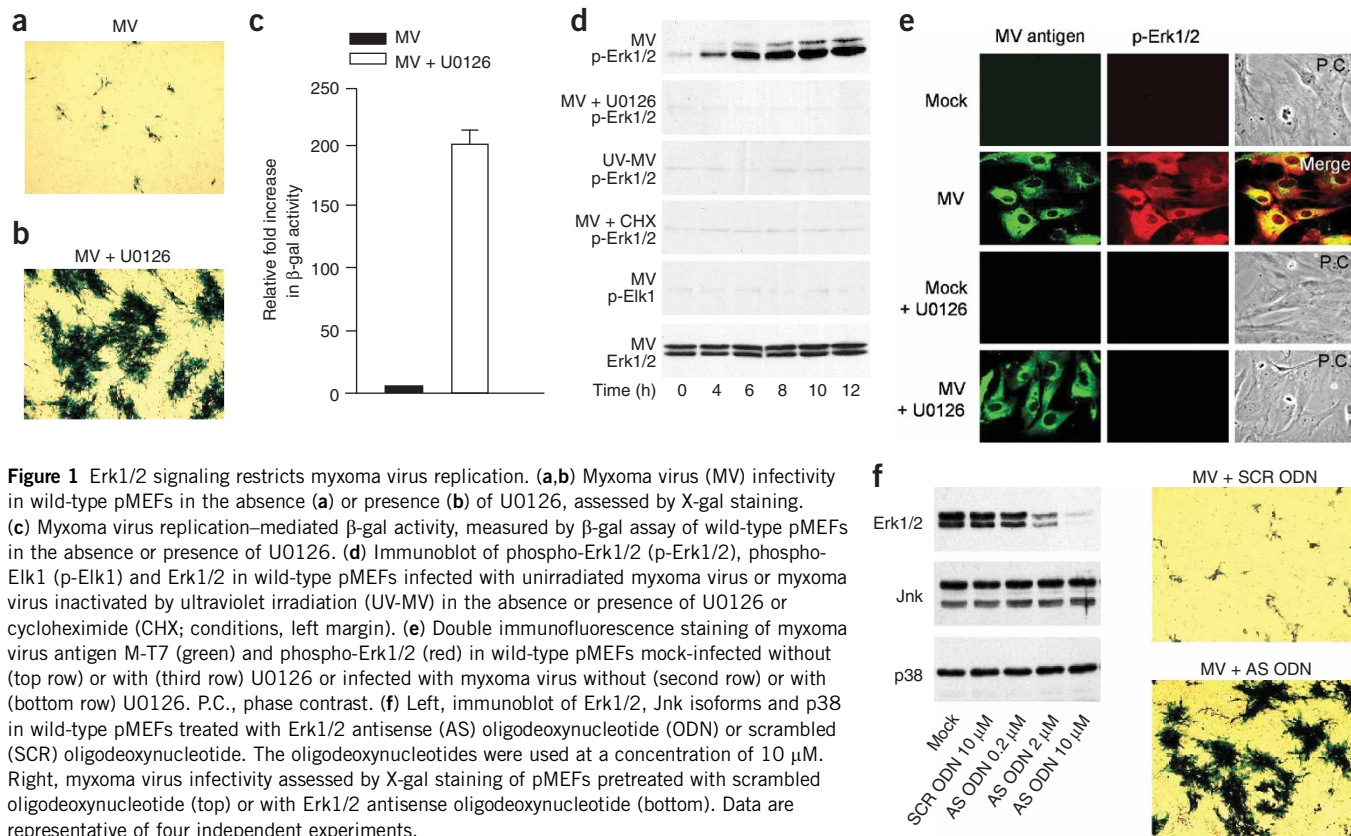 a
MV
b
MV + U0126
c
MV
MV + U0126
Relative fold increase
in β-gal activity
250
200
150
100
50
0
d
MV
p-Erk1/2
MV + U0126
p-Erk1/2
UV-MV
p-Erk1/2
MV + CHX
p-Erk1/2
MV
p-Elk1
MV
Erk1/2
Time (h) 0 4 6 8 10 12
e
MV antigen p-Erk1/2
Mock
P.C.
MV
Merge
Mock
+ U0126
P.C.
MV
+ U0126
P.C.
Figure 1 Erk1/2 signaling restricts myxoma virus replication. (a,b) Myxoma virus (MV) infectivity
in wild-type pMEFs in the absence (a) or presence (b) of U0126, assessed by X-gal staining.
(c) Myxoma virus replication–mediated β-gal activity, measured by β-gal assay of wild-type pMEFs
in the absence or presence of U0126. (d) Immunoblot of phospho-Erk1/2 (p-Erk1/2), phospho-
Elk1 (p-Elk1) and Erk1/2 in wild-type pMEFs infected with unirradiated myxoma virus or myxoma
virus inactivated by ultraviolet irradiation (UV-MV) in the absence or presence of U0126 or
cycloheximide (CHX; conditions, left margin). (e) Double immunofluorescence staining of myxoma
virus antigen M-T7 (green) and phospho-Erk1/2 (red) in wild-type pMEFs mock-infected without
(top row) or with (third row) U0126 or infected with myxoma virus without (second row) or with
(bottom row) U0126. P.C., phase contrast. (f) Left, immunoblot of Erk1/2, Jnk isoforms and p38
in wild-type pMEFs treated with Erk1/2 antisense (AS) oligodeoxynucleotide (ODN) or scrambled
(SCR) oligodeoxynucleotide. The oligodeoxynucleotides were used at a concentration of 10 μM.
Right, myxoma virus infectivity assessed by X-gal staining of pMEFs pretreated with scrambled
oligodeoxynucleotide (top) or with Erk1/2 antisense oligodeoxynucleotide (bottom). Data are
representative of four independent experiments.
f
Erk1/2
Jnk
p38
Mock
SCR ODN 10 μM
AS ODN 0.2 μM
AS ODN 2 μM
AS ODN 10 μM
MV + SCR ODN
MV + AS ODN